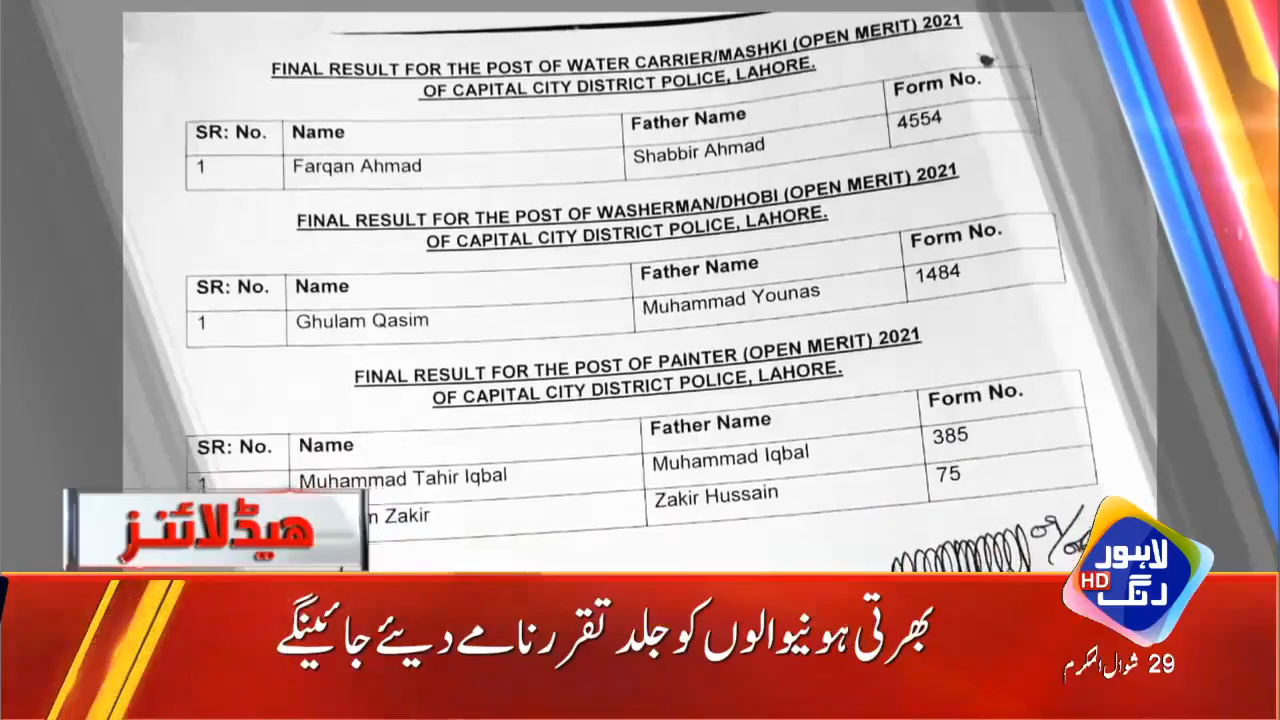 FINAL RESULT FOR THE POST OF WATER CARRIER/MASHKI (OPEN MERIT) 2021
OF CAPITAL CITY DISTRICT POLICE, LAHORE.
SR: No. Name Father Name Form No.
1 Farqan Ahmad Shabbir Ahmad 4554
FINAL RESULT FOR THE POST OF WASHERMAN/DHOBI (OPEN MERIT) 2021
OF CAPITAL CITY DISTRICT POLICE, LAHORE.
SR: No. Name Father Name Form No.
1 Ghulam Qasim Muhammad Younas 1484
FINAL RESULT FOR THE POST OF PAINTER (OPEN MERIT) 2021
OF CAPITAL CITY DISTRICT POLICE, LAHORE.
SR: No. Name Father Name Form No.
1 Muhammad Tahir Iqbal Muhammad Iqbal 385
Zakir Zakir Hussain 75
ہیڈلائنز
لاہور
رنگ HD
بھرتی ہونیوالوں کو جلد تقررنامے دیئے جائینگے
29 شوال المکرم